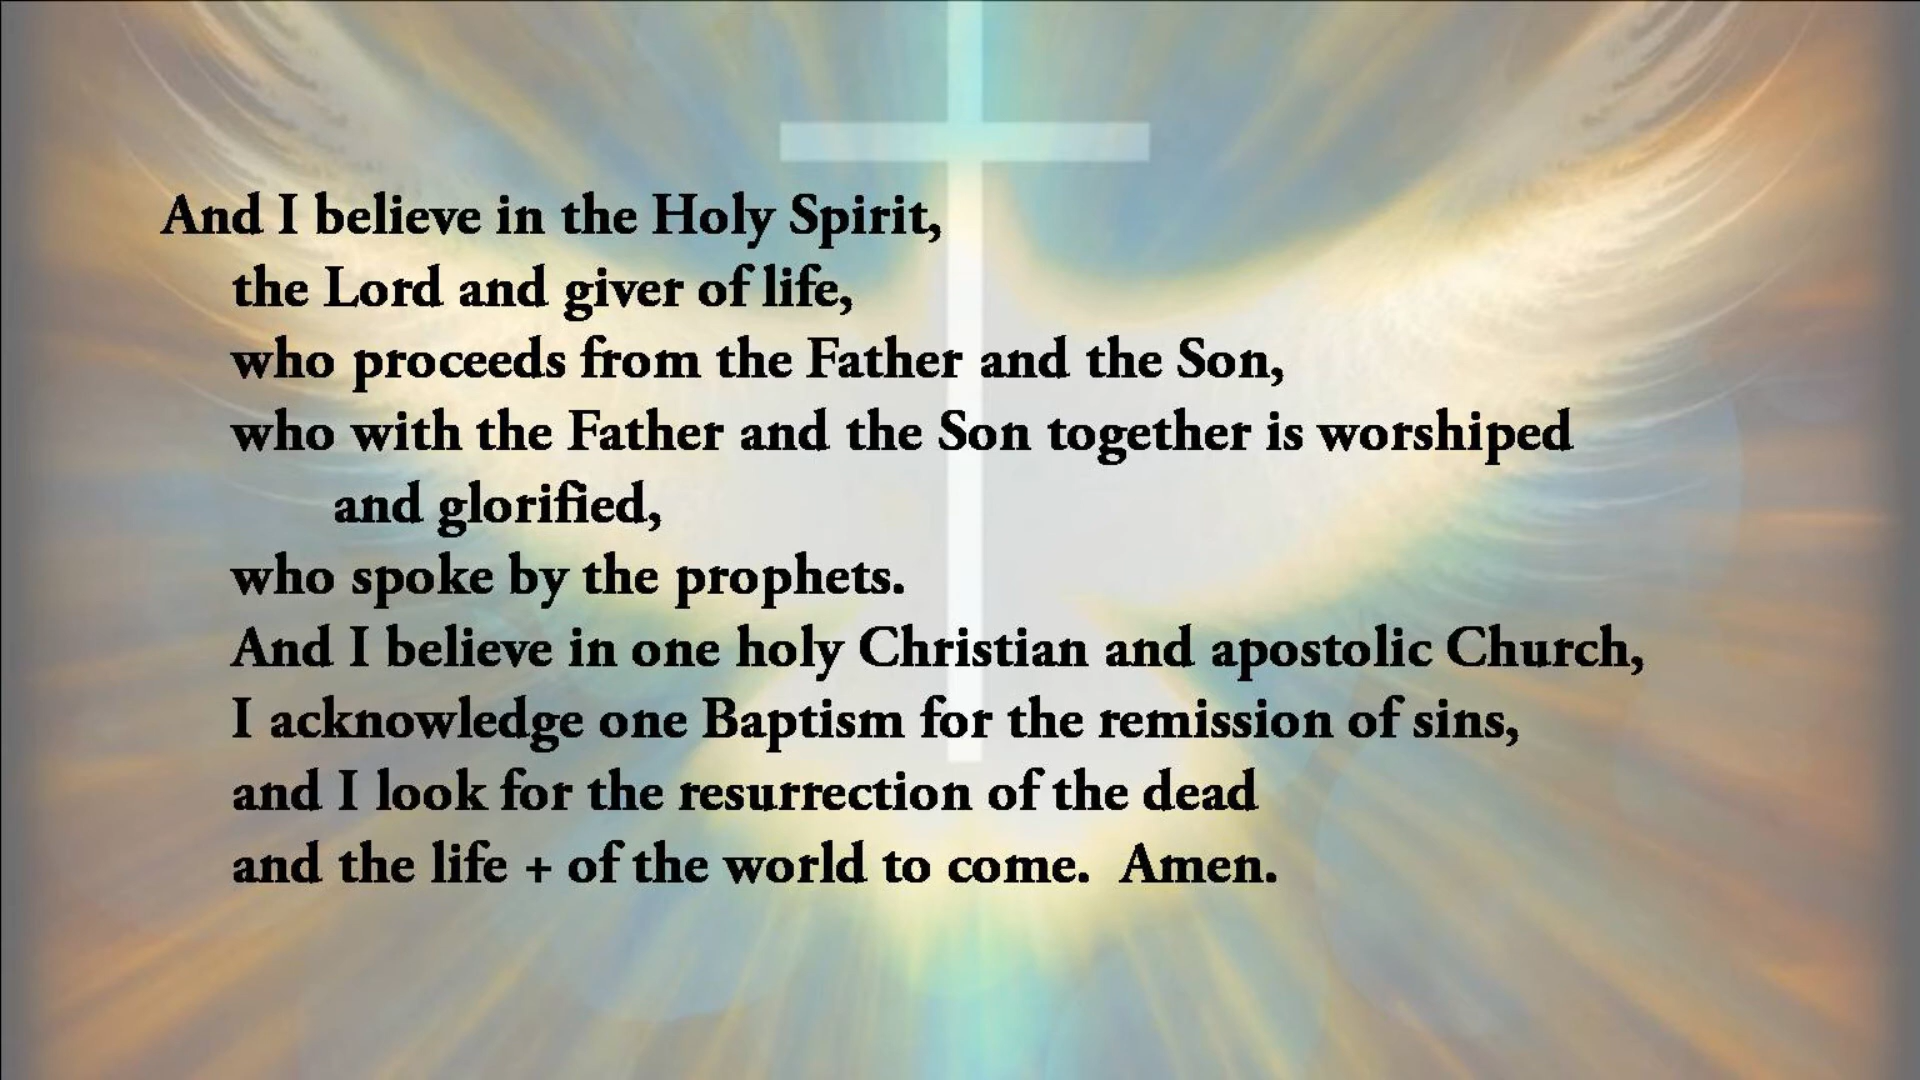 And I believe in the Holy Spirit,
the Lord and giver of life,
who proceeds from the Father and the Son,
who with the Father and the Son together is worshiped
and glorified,
who spoke by the prophets.
And I believe in one holy Christian and apostolic Church,
I acknowledge one Baptism for the remission of sins,
and I look for the resurrection of the dead
and the life + of the world to come.  Amen.